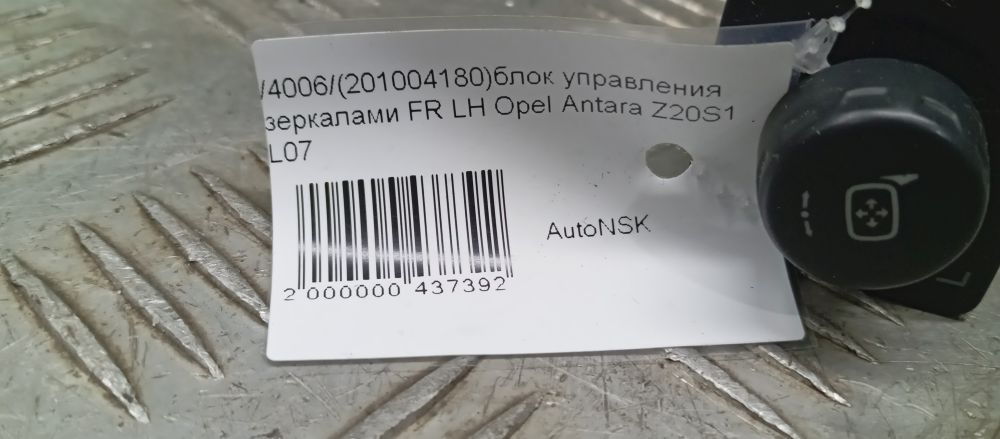 /4006/(201004180)блок управления
зеркалами FR LH Opel Antara Z20S1
L07
AutoNSK
2 000000 437392
L